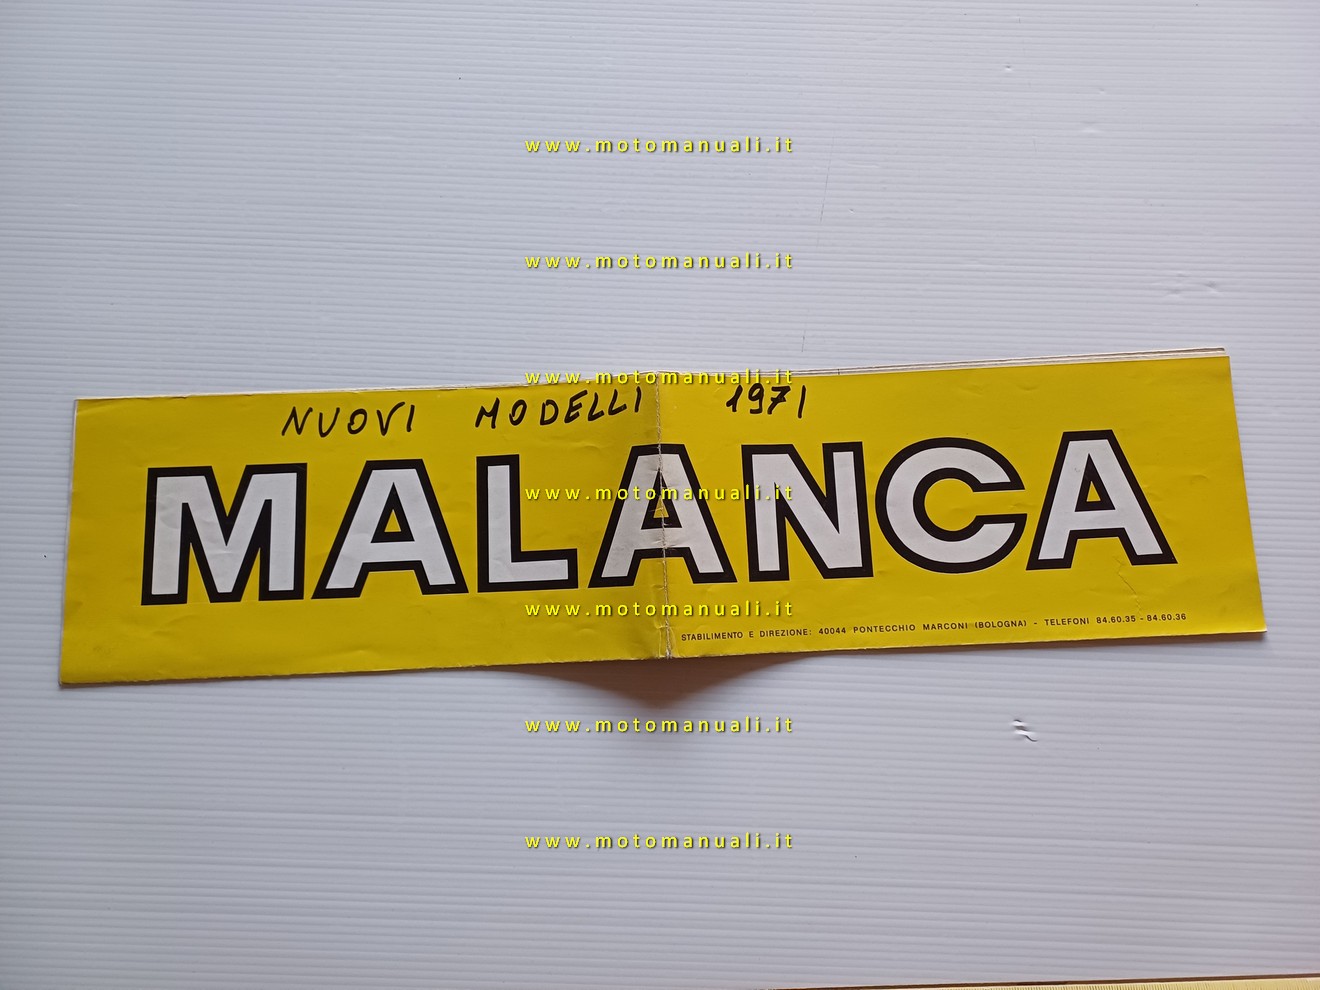 www.motomanuali.it
www.motomanuali.it
www.motomanuali.it
NUOVI MODELLI 1971
MALANCA
www.motomanuali.it
www.motomanuali.it
STABILIMENTO E DIREZIONE: 40044 PONTECCHIO MARCONI (BOLOGNA) - TELEFONI 84.60.35 - 84.60.36
www.motomanuali.it
www.motomanuali.it